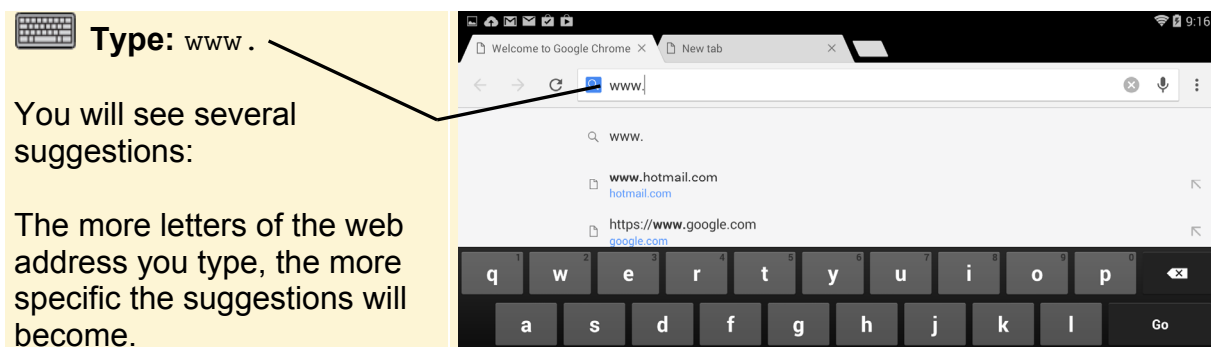 Type: www.
You will see several
suggestions:
The more letters of the web
address you type, the more
specific the suggestions will
become.
9:16
Welcome to Google Chrome
New tab
www.
www.
www.hotmail.com
hotmail.com
https://www.google.com
google.com
1 2 3 4 5 6 7 8 9 0
q w e r t y u i o p
a s d f g h j k l Go